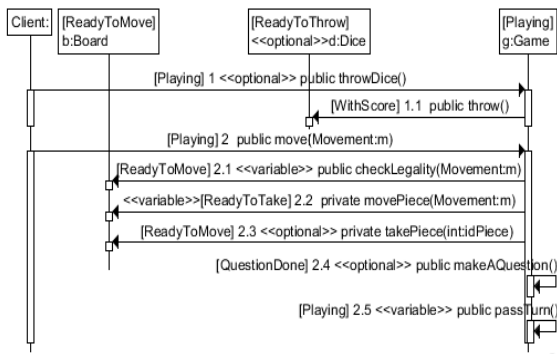 Client:
[ReadyToMove]
b:Board
[ReadyToThrow]
<<optional>>d:Dice
[Playing]
g:Game
[Playing] 1 <<optional>> public throwDice()
[WithScore] 1.1 public throw()
[Playing] 2 public move(Movement:m)
[ReadyToMove] 2.1 <<variable>> public checkLegality(Movement:m)
<<variable>>[ReadyToTake] 2.2 private movePiece(Movement:m)
[ReadyToMove] 2.3 <<optional>> private takePiece(int:idPiece)
[QuestionDone] 2.4 <<optional>> public makeAQuestion()
[Playing] 2.5 <<variable>> public passTurn()